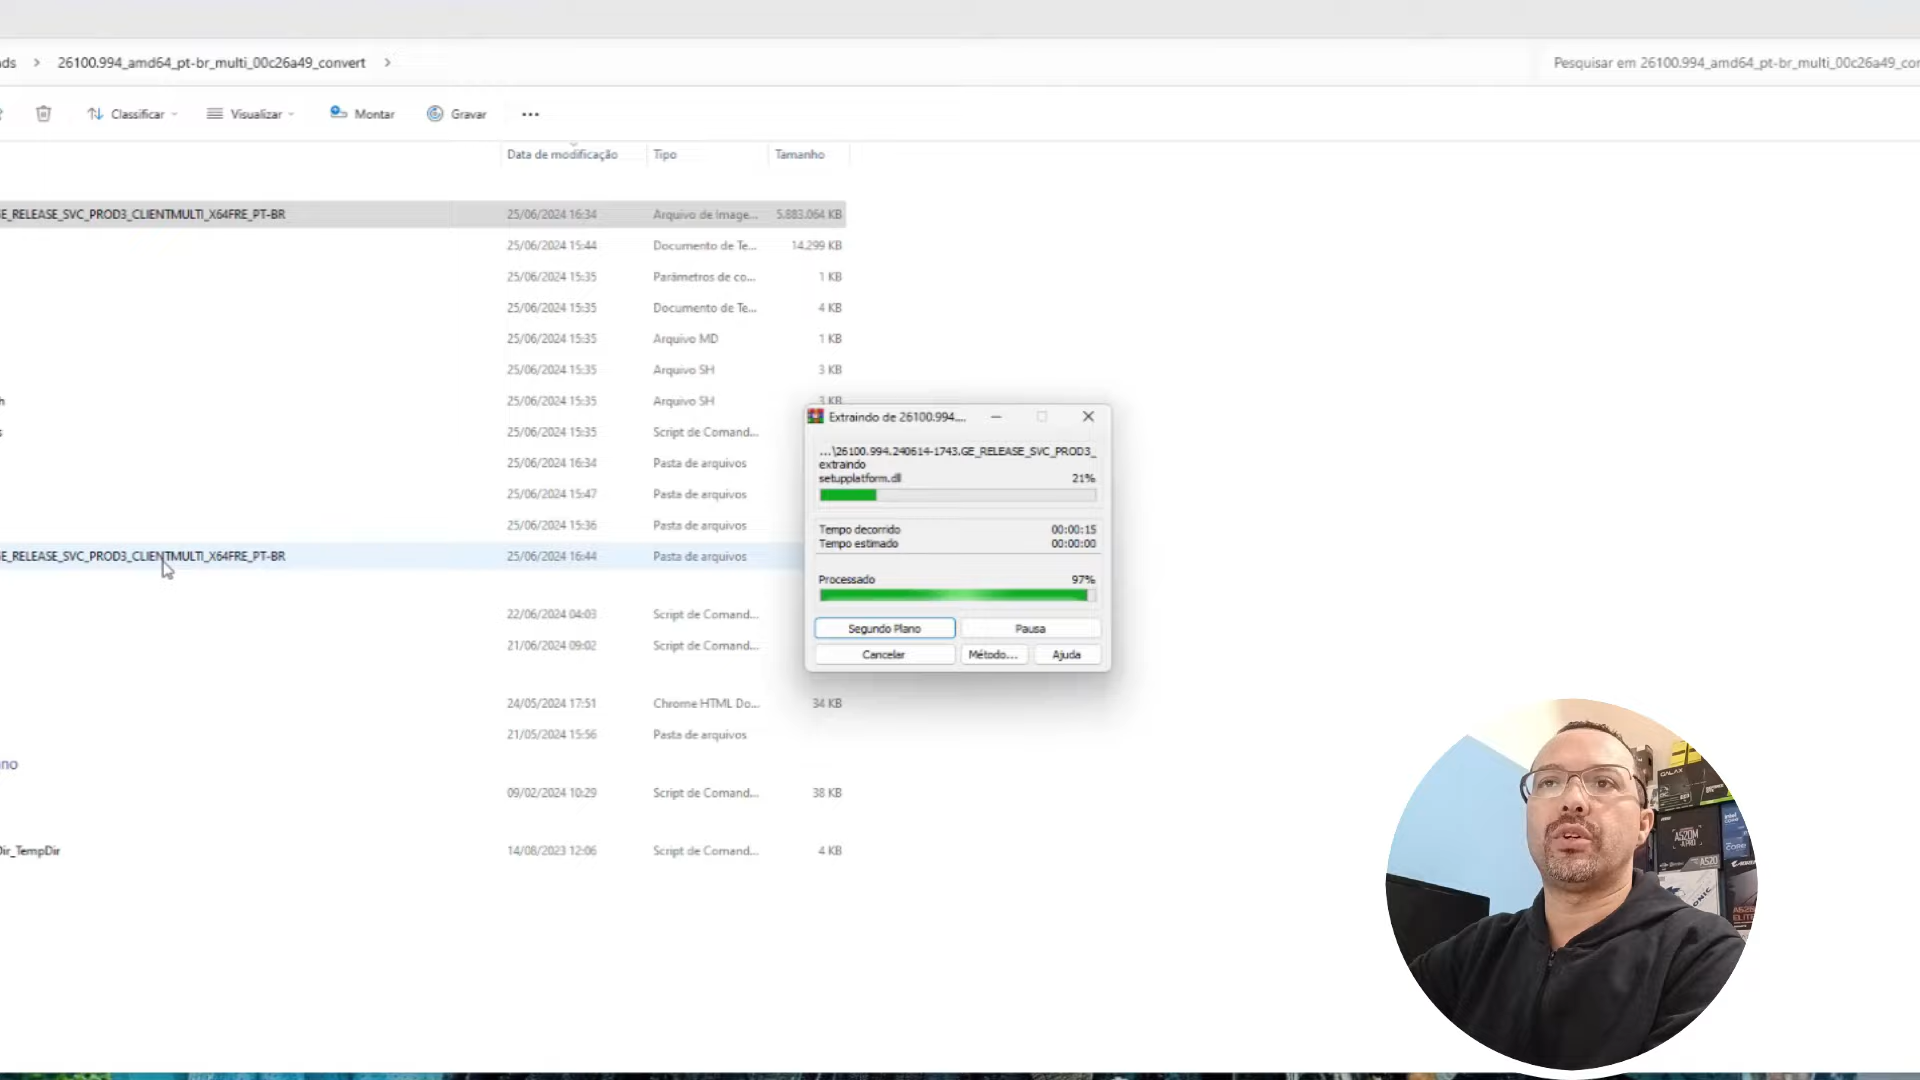 ds > 26100.994_amd64_pt-br_multi_00c26a49_convert >
Pesquisar em 26100.994_amd64_pt-br_multi_00c26a49_cor
Classificar Visualizar Montar Gravar ...
Data de modificação Tipo Tamanho
E_RELEASE_SVC_PROD3_CLIENTMULTI_X64FRE_PT-BR 25/06/2024 16:34 Arquivo de Image... 5.883.064 KB
25/06/2024 15:44 Documento de Te... 14.299 KB
25/06/2024 15:35 Parâmetros de co... 1 KB
25/06/2024 15:35 Documento de Te... 4 KB
25/06/2024 15:35 Arquivo MD 1 KB
25/06/2024 15:35 Arquivo SH 3 KB
h 25/06/2024 15:35 Arquivo SH 3 KB
s 25/06/2024 15:35 Script de Comand...
25/06/2024 16:34 Pasta de arquivos
25/06/2024 15:47 Pasta de arquivos
25/06/2024 15:36 Pasta de arquivos
E_RELEASE_SVC_PROD3_CLIENTMULTI_X64FRE_PT-BR 25/06/2024 16:44 Pasta de arquivos
22/06/2024 04:03 Script de Comand...
21/06/2024 09:02 Script de Comand...
24/05/2024 17:51 Chrome HTML Do... 34 KB
21/05/2024 15:56 Pasta de arquivos
no
09/02/2024 10:29 Script de Comand... 38 KB
Dir_TempDir 14/08/2023 12:06 Script de Comand... 4 KB
Extraindo de 26100.994....
...\26100.994.240614-1743.GE_RELEASE_SVC_PROD3_
extraindo
setupplatform.dll 21%
Tempo decorrido 00:00:15
Tempo estimado 00:00:00
Processado 97%
Segundo Plano Pausa
Cancelar Método... Ajuda
GALAX
A520M
A PRO
A520
intel
CORE